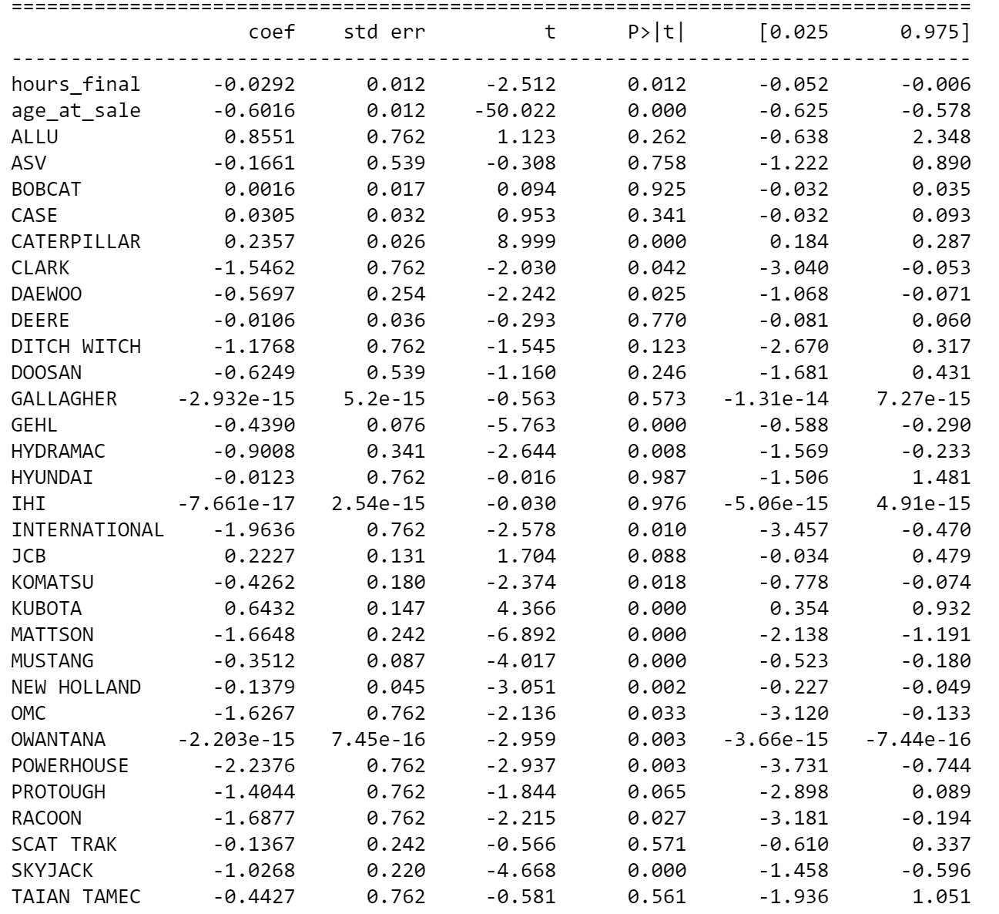 ==============================================================================
                    coef    std err          t      P>|t|      [0.025      0.975]
------------------------------------------------------------------------------
hours_final      -0.0292      0.012     -2.512      0.012      -0.052      -0.006
age_at_sale      -0.6016      0.012    -50.022      0.000      -0.625      -0.578
ALLU              0.8551      0.762      1.123      0.262      -0.638       2.348
ASV              -0.1661      0.539     -0.308      0.758      -1.222       0.890
BOBCAT            0.0016      0.017      0.094      0.925      -0.032       0.035
CASE              0.0305      0.032      0.953      0.341      -0.032       0.093
CATERPILLAR       0.2357      0.026      8.999      0.000       0.184       0.287
CLARK            -1.5462      0.762     -2.030      0.042      -3.040      -0.053
DAEWOO           -0.5697      0.254     -2.242      0.025      -1.068      -0.071
DEERE            -0.0106      0.036     -0.293      0.770      -0.081       0.060
DITCH WITCH      -1.1768      0.762     -1.545      0.123      -2.670       0.317
DOOSAN           -0.6249      0.539     -1.160      0.246      -1.681       0.431
GALLAGHER     -2.932e-15    5.2e-15     -0.563      0.573   -1.31e-14    7.27e-15
GEHL             -0.4390      0.076     -5.763      0.000      -0.588      -0.290
HYDRAMAC         -0.9008      0.341     -2.644      0.008      -1.569      -0.233
HYUNDAI          -0.0123      0.762     -0.016      0.987      -1.506       1.481
IHI           -7.661e-17   2.54e-15     -0.030      0.976   -5.06e-15    4.91e-15
INTERNATIONAL    -1.9636      0.762     -2.578      0.010      -3.457      -0.470
JCB               0.2227      0.131      1.704      0.088      -0.034       0.479
KOMATSU          -0.4262      0.180     -2.374      0.018      -0.778      -0.074
KUBOTA            0.6432      0.147      4.366      0.000       0.354       0.932
MATTSON          -1.6648      0.242     -6.892      0.000      -2.138      -1.191
MUSTANG          -0.3512      0.087     -4.017      0.000      -0.523      -0.180
NEW HOLLAND      -0.1379      0.045     -3.051      0.002      -0.227      -0.049
OMC              -1.6267      0.762     -2.136      0.033      -3.120      -0.133
OWANTANA      -2.203e-15   7.45e-16     -2.959      0.003   -3.66e-15   -7.44e-16
POWERHOUSE       -2.2376      0.762     -2.937      0.003      -3.731      -0.744
PROTOUGH         -1.4044      0.762     -1.844      0.065      -2.898       0.089
RACOON           -1.6877      0.762     -2.215      0.027      -3.181      -0.194
SCAT TRAK        -0.1367      0.242     -0.566      0.571      -0.610       0.337
SKYJACK          -1.0268      0.220     -4.668      0.000      -1.458      -0.596
TAIAN TAMEC      -0.4427      0.762     -0.581      0.561      -1.936       1.051